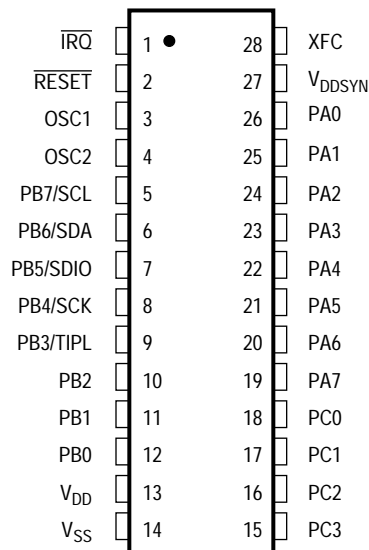 IRQ 1 28 XFC
RESET 2 27 VDDSYN
OSC1 3 26 PA0
OSC2 4 25 PA1
PB7/SCL 5 24 PA2
PB6/SDA 6 23 PA3
PB5/SDIO 7 22 PA4
PB4/SCK 8 21 PA5
PB3/TIPL 9 20 PA6
PB2 10 19 PA7
PB1 11 18 PC0
PB0 12 17 PC1
VDD 13 16 PC2
VSS 14 15 PC3